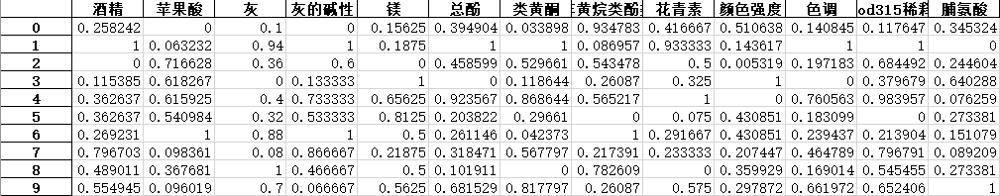 酒精 苹果酸 灰 灰的碱性 镁 总酚 类黄酮 非黄烷类酚类 花青素 颜色强度 色调 od315稀释 脯氨酸
0 0.258242 0 0.1 0 0.15625 0.394904 0.033898 0.934783 0.416667 0.510638 0.140845 0.117647 0.345324
1 1 0.063232 0.94 1 0.1875 1 1 0.086957 0.933333 0.143617 1 1 0
2 0 0.716628 0.36 0.6 0 0.458599 0.529661 0.543478 0.5 0.005319 0.197183 0.684492 0.244604
3 0.115385 0.618267 0 0.133333 1 0 0.118644 0.26087 0.325 1 0 0.379679 0.640288
4 0.362637 0.615925 0.4 0.733333 0.65625 0.923567 0.868644 0.565217 1 0 0.760563 0.983957 0.076259
5 0.362637 0.540984 0.32 0.533333 0.8125 0.203822 0.29661 0 0.075 0.430851 0.183099 0 0.273381
6 0.269231 1 0.88 1 0.5 0.261146 0.042373 1 0.291667 0.430851 0.239437 0.213904 0.151079
7 0.796703 0.098361 0.08 0.866667 0.21875 0.318471 0.567797 0.217391 0.233333 0.207447 0.464789 0.796791 0.089209
8 0.489011 0.367681 1 0.466667 0.5 0.101911 0 0.782609 0 0.359929 0.169014 0.545455 0.273381
9 0.554945 0.096019 0.7 0.066667 0.5625 0.681529 0.817797 0.26087 0.575 0.297872 0.661972 0.652406 1